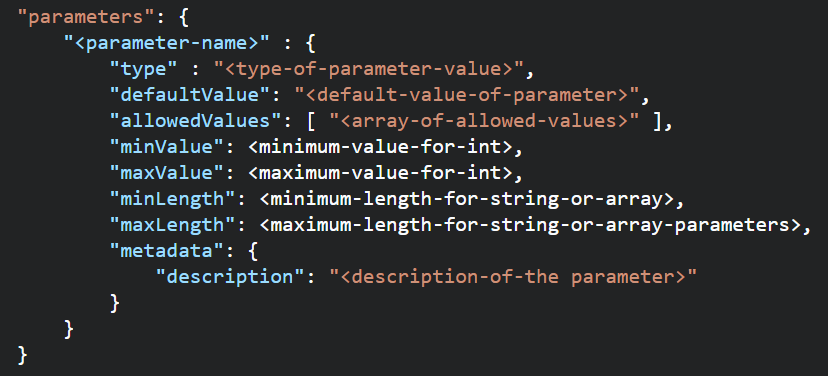 "parameters": {
"<parameter-name>" : {
"type" : "<type-of-parameter-value>",
"defaultValue": "<default-value-of-parameter>",
"allowedValues": [ "<array-of-allowed-values>" ],
"minValue": <minimum-value-for-int>,
"maxValue": <maximum-value-for-int>,
"minLength": <minimum-length-for-string-or-array>,
"maxLength": <maximum-length-for-string-or-array-parameters>,
"metadata": {
"description": "<description-of-the parameter>"
}
}
}